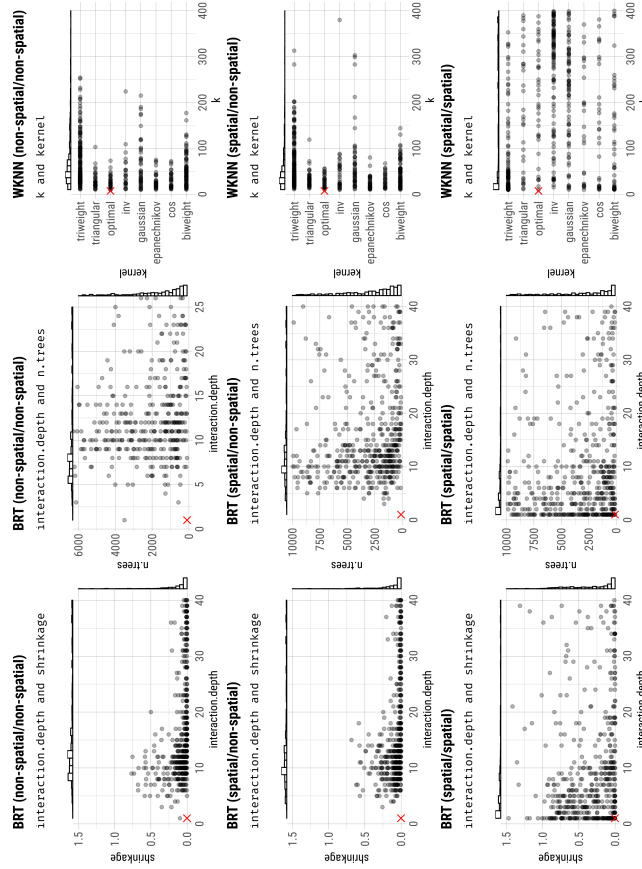 BRT (non-spatial/non-spatial)
interaction.depth and shrinkage
shrinkage
1.5
1.0
0.5
0.0
0 10 20 30 40
interaction.depth
BRT (non-spatial/non-spatial)
interaction.depth and n.trees
n.trees
6000
4000
2000
0
0 5 10 15 20 25
interaction.depth
WKNN (non-spatial/non-spatial)
k and kernel
kernel
triweight
triangular
optimal
inv
gaussian
epanechnikov
cos
biweight
0 100 200 300 400
k
BRT (spatial/non-spatial)
interaction.depth and shrinkage
shrinkage
1.5
1.0
0.5
0.0
0 10 20 30 40
interaction.depth
BRT (spatial/non-spatial)
interaction.depth and n.trees
n.trees
10000
7500
5000
2500
0
0 10 20 30 40
interaction.depth
WKNN (spatial/non-spatial)
k and kernel
kernel
triweight
triangular
optimal
inv
gaussian
epanechnikov
cos
biweight
0 100 200 300 400
k
BRT (spatial/spatial)
interaction.depth and shrinkage
shrinkage
1.5
1.0
0.5
0.0
0 10 20 30 40
interaction.depth
BRT (spatial/spatial)
interaction.depth and n.trees
n.trees
10000
7500
5000
2500
0
0 10 20 30 40
interaction.depth
WKNN (spatial/spatial)
k and kernel
kernel
triweight
triangular
optimal
inv
gaussian
epanechnikov
cos
biweight
0 100 200 300 400
k